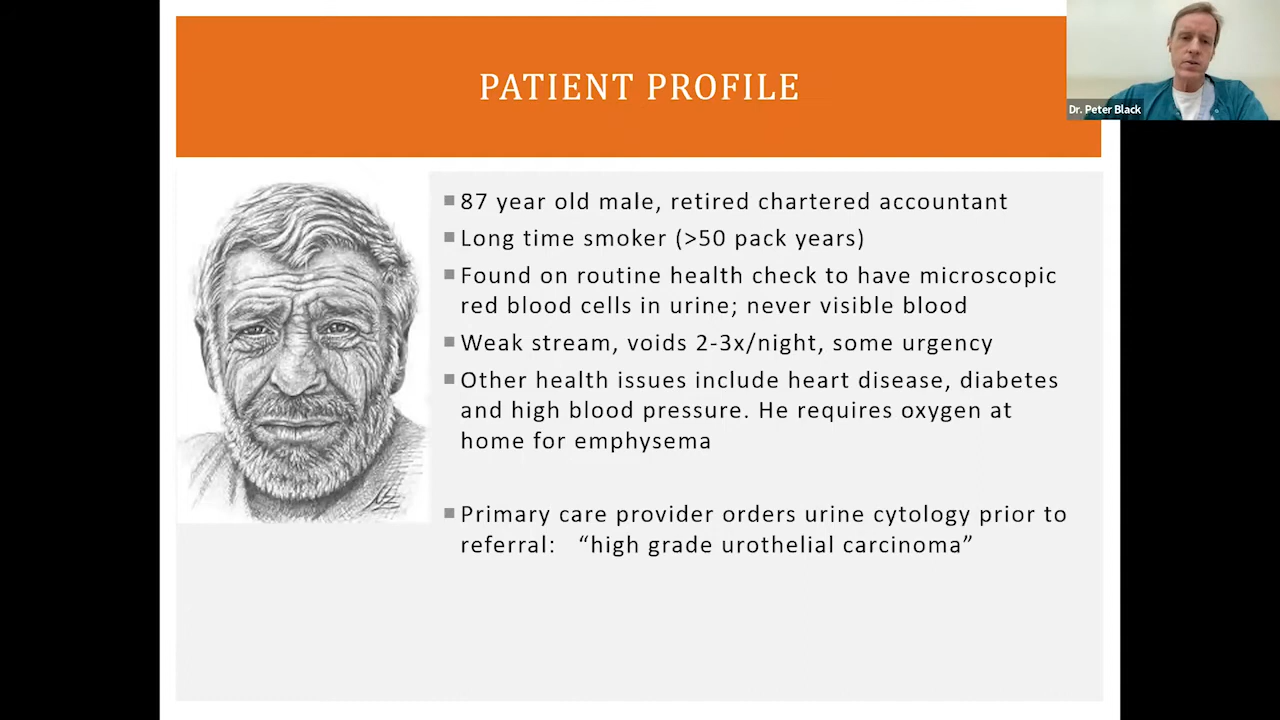 PATIENT PROFILE
Dr. Peter Black
▪ 87 year old male, retired chartered accountant
▪ Long time smoker (>50 pack years)
▪ Found on routine health check to have microscopic
red blood cells in urine; never visible blood
▪ Weak stream, voids 2-3x/night, some urgency
▪ Other health issues include heart disease, diabetes
and high blood pressure. He requires oxygen at
home for emphysema
▪ Primary care provider orders urine cytology prior to
referral: “high grade urothelial carcinoma”